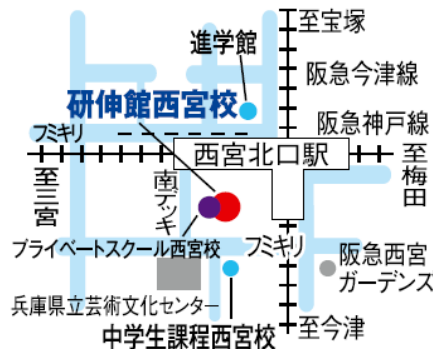 至宝塚
進学館
阪急今津線
研伸館西宮校
阪急神戸線
フミキリ
西宮北口駅
至梅田
至三宮
南デッキ
プライベートスクール西宮校
フミキリ
阪急西宮
ガーデンズ
兵庫県立芸術文化センター
中学生課程西宮校
至今津